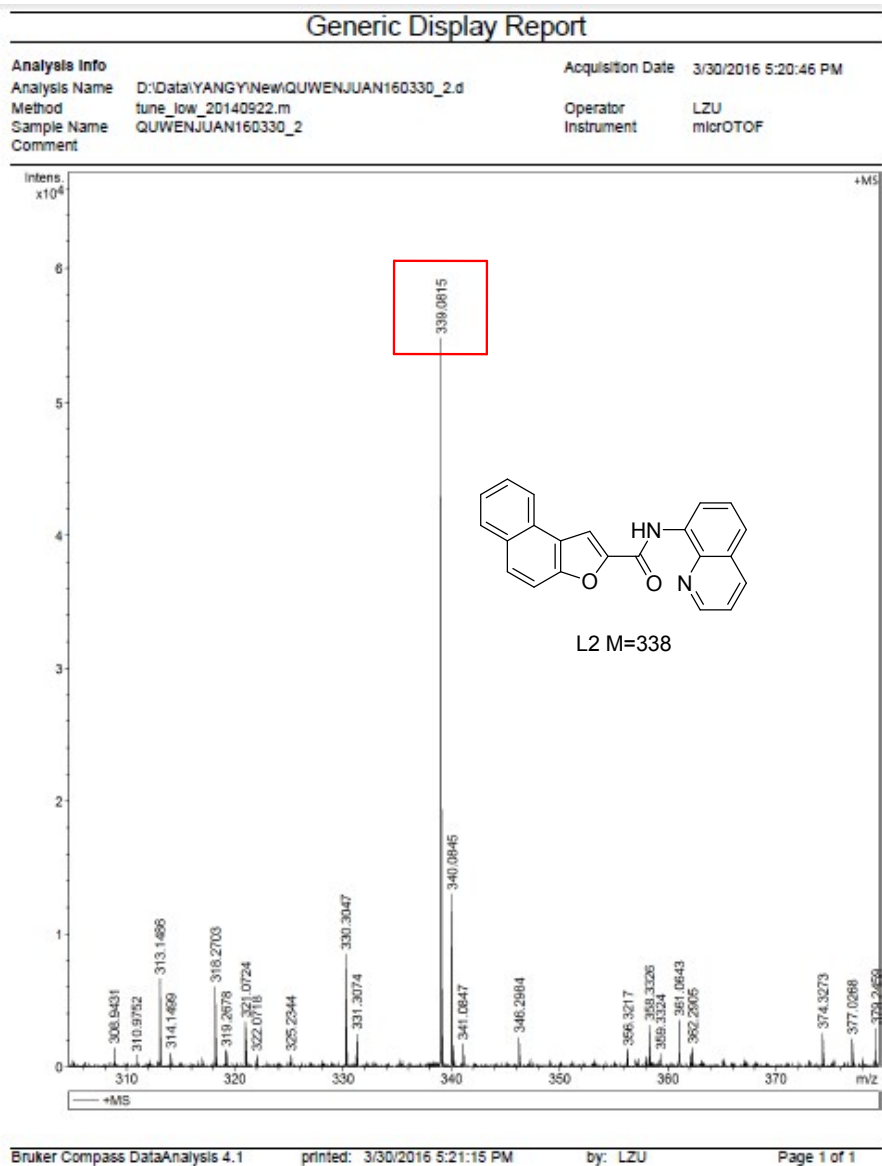 Generic Display Report
Analysis Info
Acquisition Date 3/30/2016 5:20:46 PM
Analysis Name D:\Data\YANGY\New\QUWENJUAN160330_2.d
Method tune_low_20140922.m
Operator LZU
Sample Name QUWENJUAN160330_2
Instrument micrOTOF
Comment
Intens.
x10⁴
+MS
6
5
4
3
2
1
0
339.0815
340.0845
341.0847
308.9431
310.9752
313.1486
314.1499
318.2703
319.2678
321.0724
322.0718
325.2344
330.3047
331.3074
346.2984
356.3217
358.3326
359.3324
361.0643
362.2905
374.3273
377.0268
379.2459
HN
O
O
N
L2 M=338
310
320
330
340
350
360
370
m/z
+MS
Bruker Compass DataAnalysis 4.1 printed: 3/30/2016 5:21:15 PM by: LZU Page 1 of 1